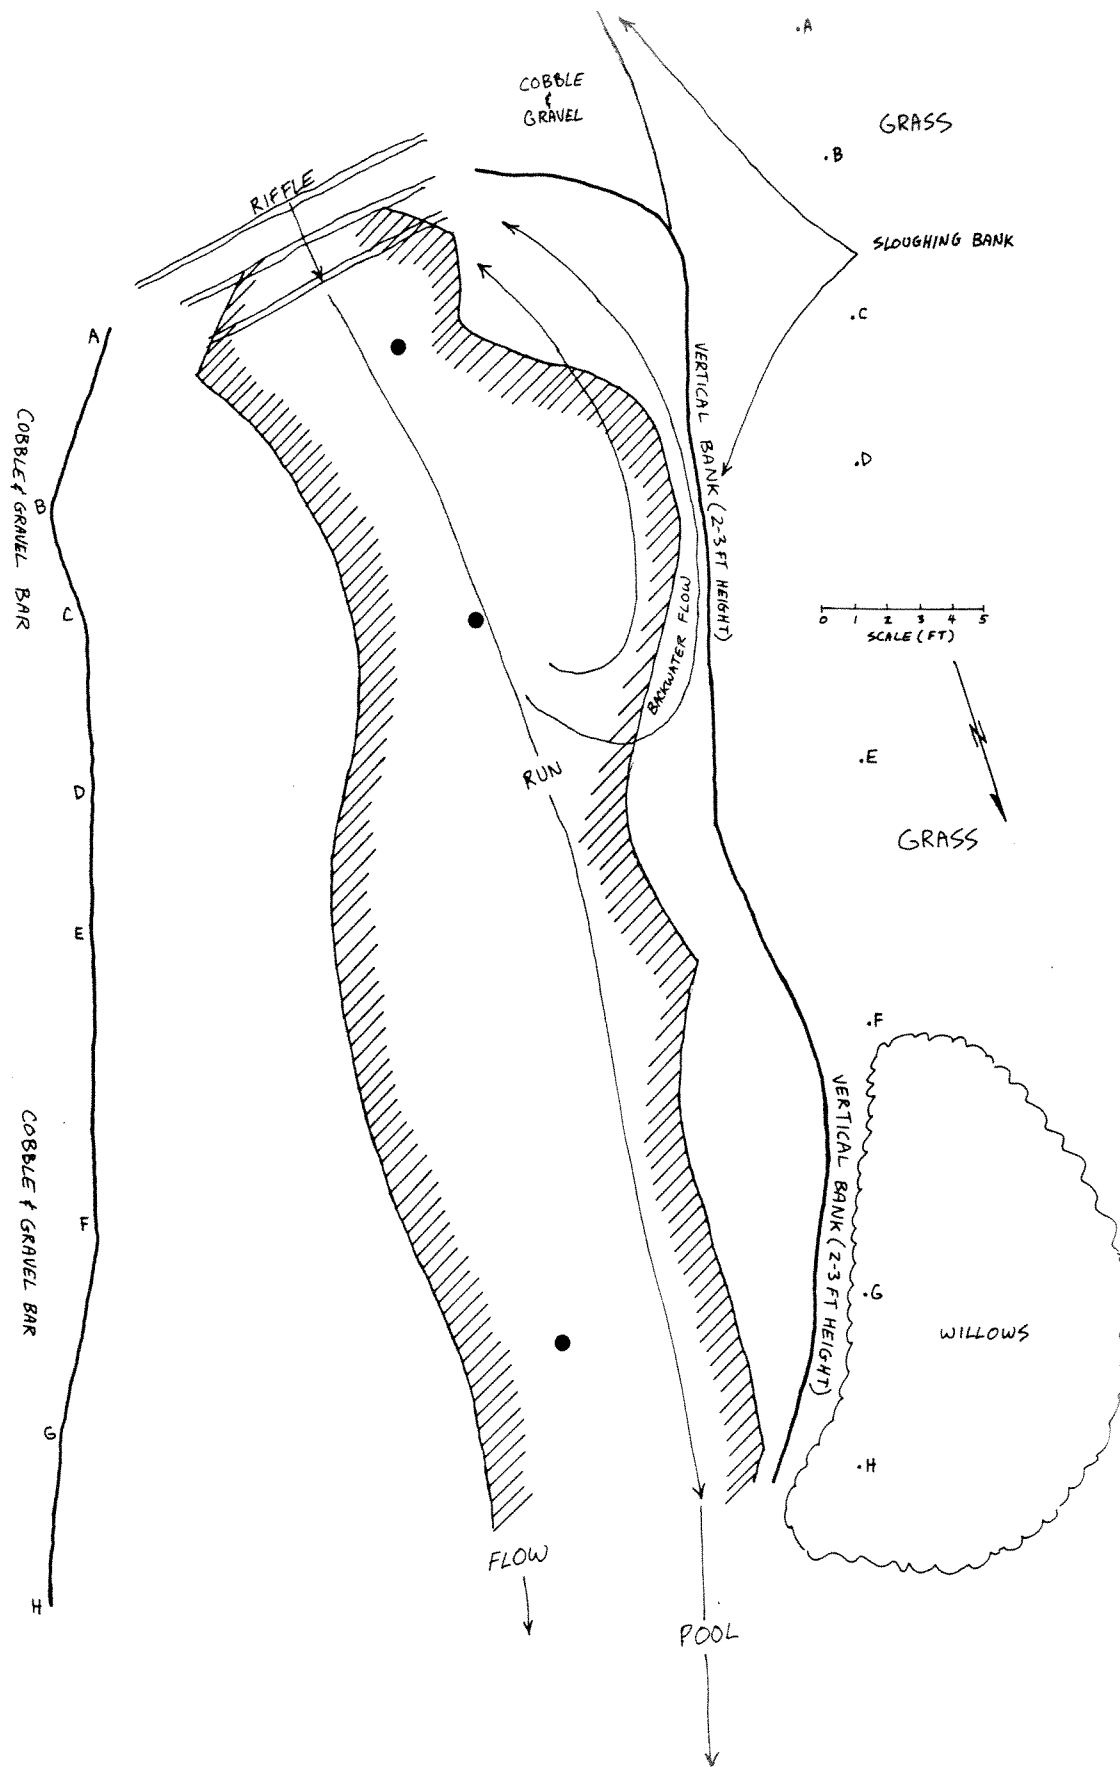 .A
COBBLE
&
GRAVEL
GRASS
.B
RIFFLE
SLOUGHING BANK
.C
A
VERTICAL BANK (2-3 FT HEIGHT)
COBBLE & GRAVEL BAR
.D
B
BACKWATER FLOW
C
0 1 2 3 4 5
SCALE (FT)
N
RUN
.E
D
GRASS
E
.F
VERTICAL BANK (2-3 FT HEIGHT)
COBBLE & GRAVEL BAR
F
.G
WILLOWS
G
.H
FLOW
H
POOL